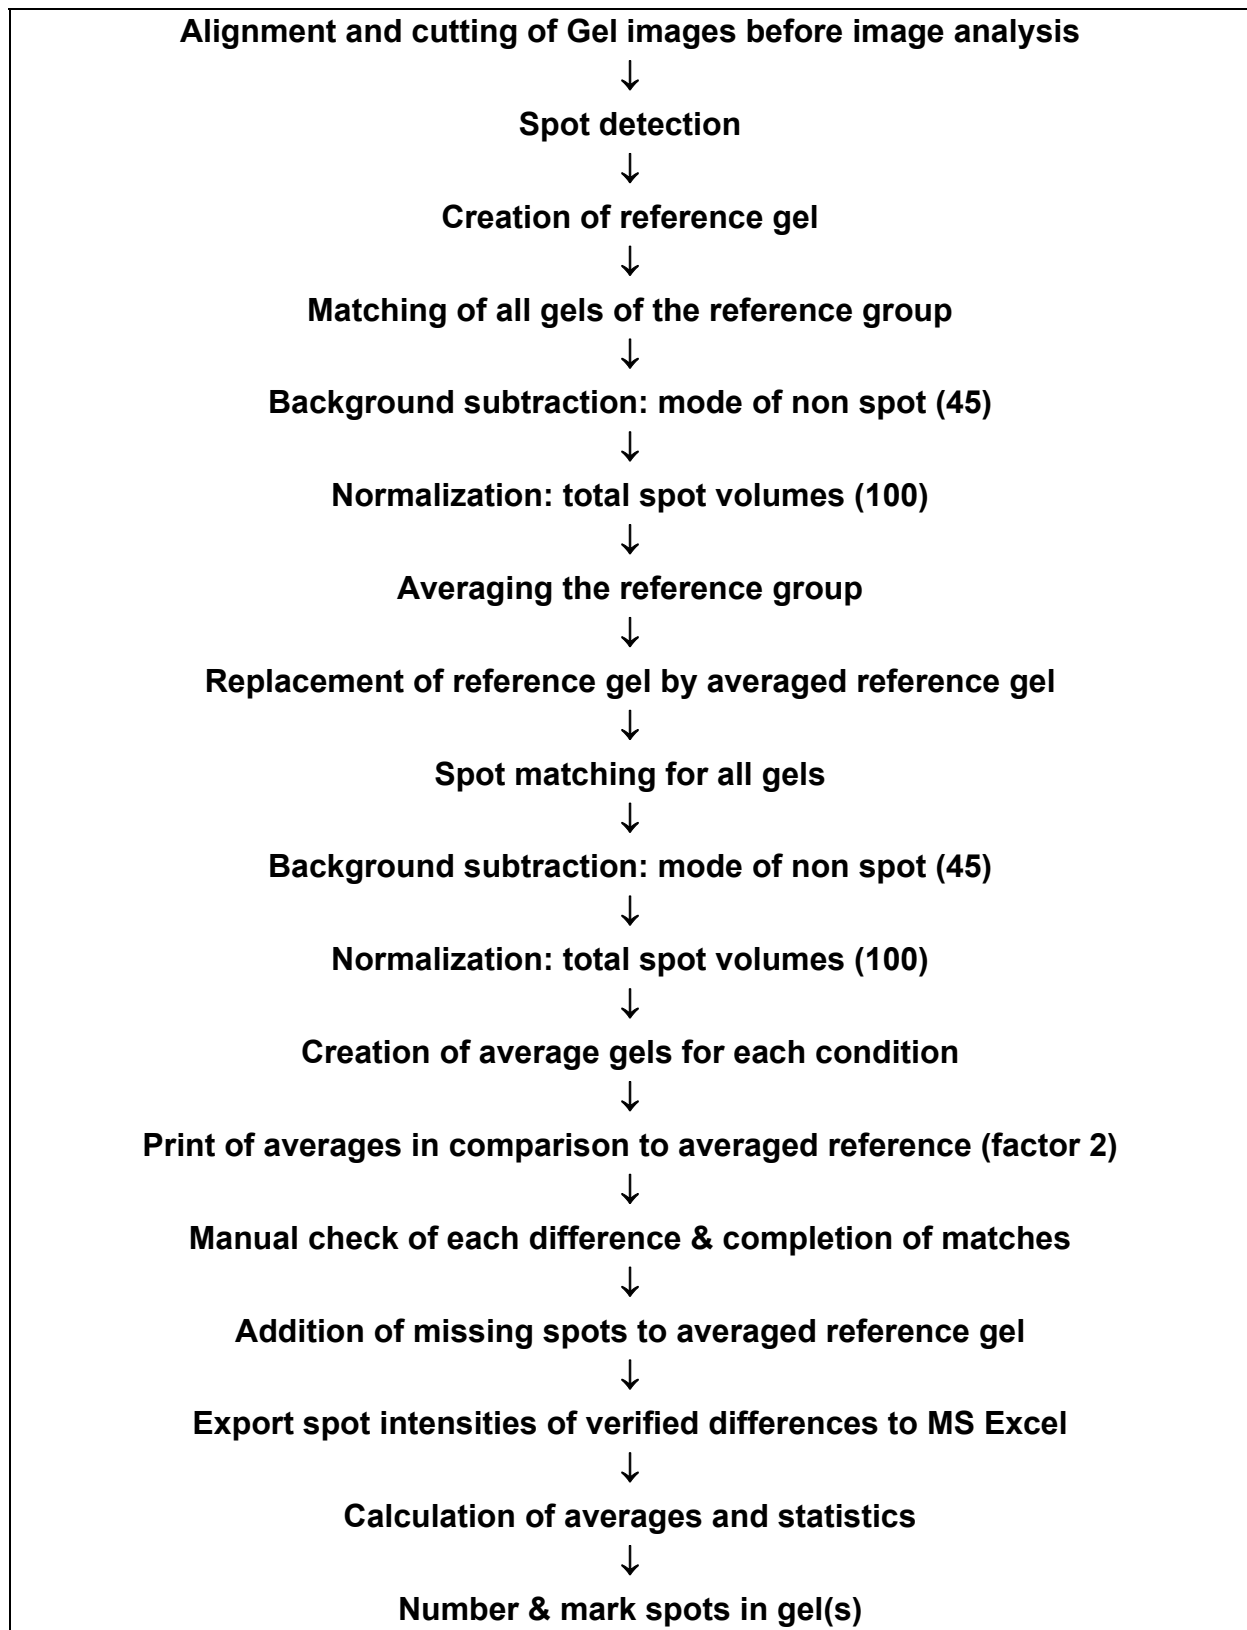 Alignment and cutting of Gel images before image analysis
↓
Spot detection
↓
Creation of reference gel
↓
Matching of all gels of the reference group
↓
Background subtraction: mode of non spot (45)
↓
Normalization: total spot volumes (100)
↓
Averaging the reference group
↓
Replacement of reference gel by averaged reference gel
↓
Spot matching for all gels
↓
Background subtraction: mode of non spot (45)
↓
Normalization: total spot volumes (100)
↓
Creation of average gels for each condition
↓
Print of averages in comparison to averaged reference (factor 2)
↓
Manual check of each difference & completion of matches
↓
Addition of missing spots to averaged reference gel
↓
Export spot intensities of verified differences to MS Excel
↓
Calculation of averages and statistics
↓
Number & mark spots in gel(s)